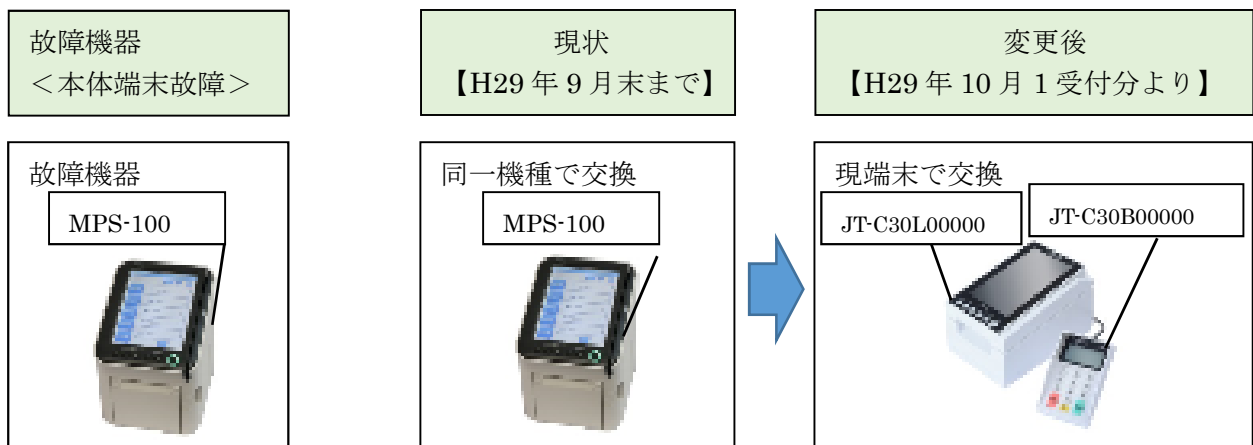 故障機器
＜本体端末故障＞
現状
【H29 年 9 月末まで】
変更後
【H29 年 10 月 1 受付分より】
故障機器
MPS-100
同一機種で交換
MPS-100
現端末で交換
JT-C30L00000
JT-C30B00000